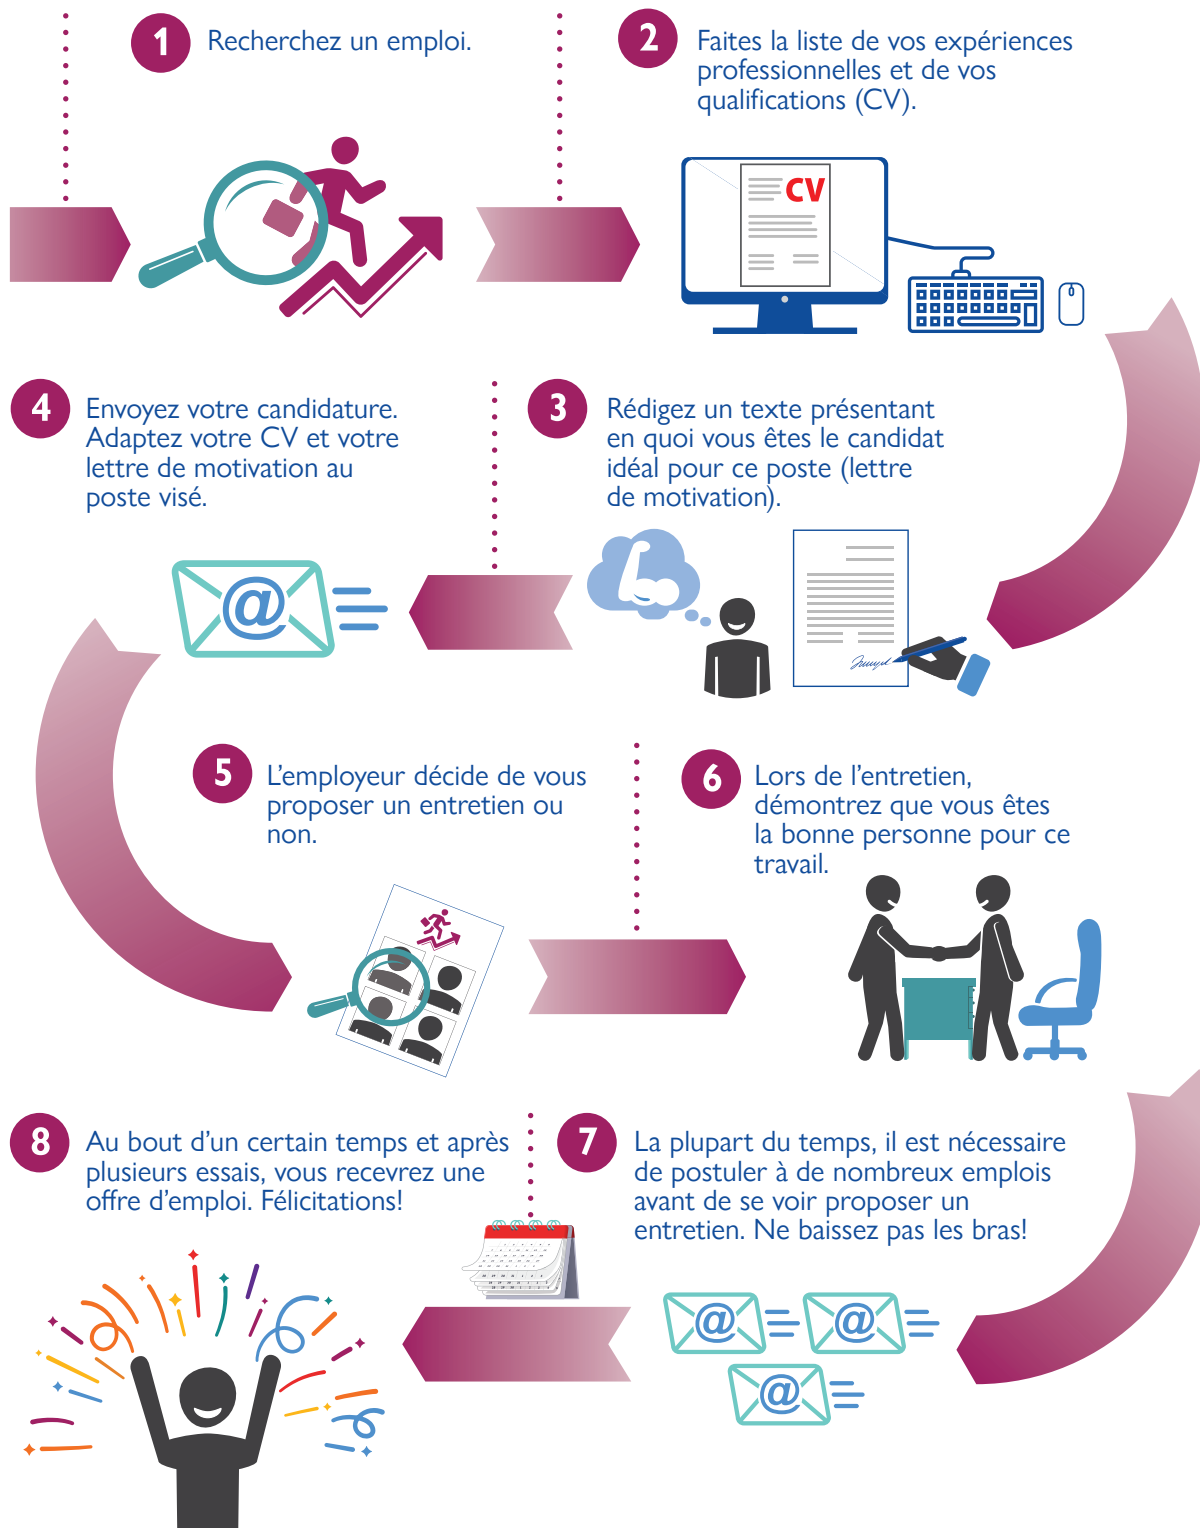 1
Recherchez un emploi.
2
Faites la liste de vos expériences
professionnelles et de vos
qualifications (CV).
CV
3
Rédigez un texte présentant
en quoi vous êtes le candidat
idéal pour ce poste (lettre
de motivation).
4
Envoyez votre candidature.
Adaptez votre CV et votre
lettre de motivation au
poste visé.
@
5
L'employeur décide de vous
proposer un entretien ou
non.
6
Lors de l'entretien,
démontrez que vous êtes
la bonne personne pour ce
travail.
7
La plupart du temps, il est nécessaire
de postuler à de nombreux emplois
avant de se voir proposer un
entretien. Ne baissez pas les bras!
@
@
@
8
Au bout d'un certain temps et après
plusieurs essais, vous recevrez une
offre d'emploi. Félicitations!